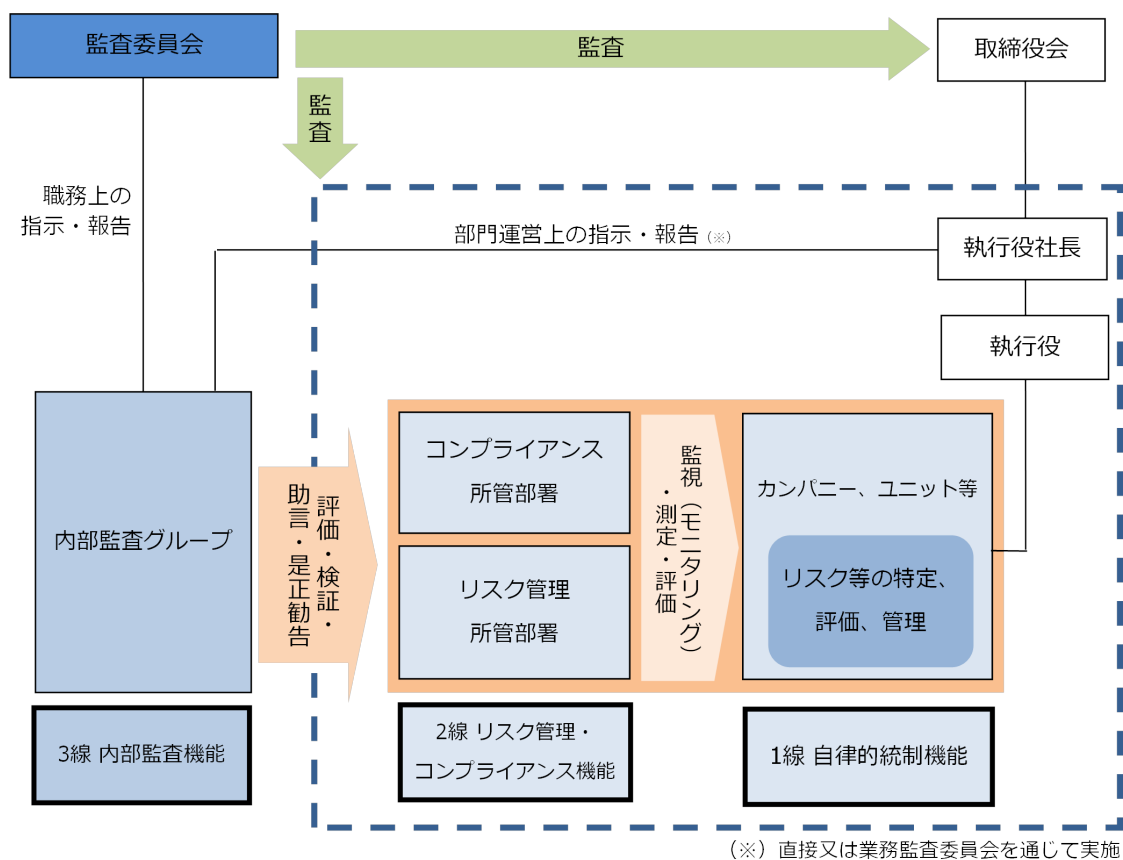 監査委員会
監査
取締役会
監査
職務上の
指示・報告
部門運営上の指示・報告（※）
執行役社長
執行役
内部監査グループ
評価・検証・
助言・是正勧告
コンプライアンス
所管部署
リスク管理
所管部署
監視（モニタリング）
・測定・評価
カンパニー、ユニット等
リスク等の特定、
評価、管理
3線 内部監査機能
2線 リスク管理・
コンプライアンス機能
1線 自律的統制機能
（※）直接又は業務監査委員会を通じて実施